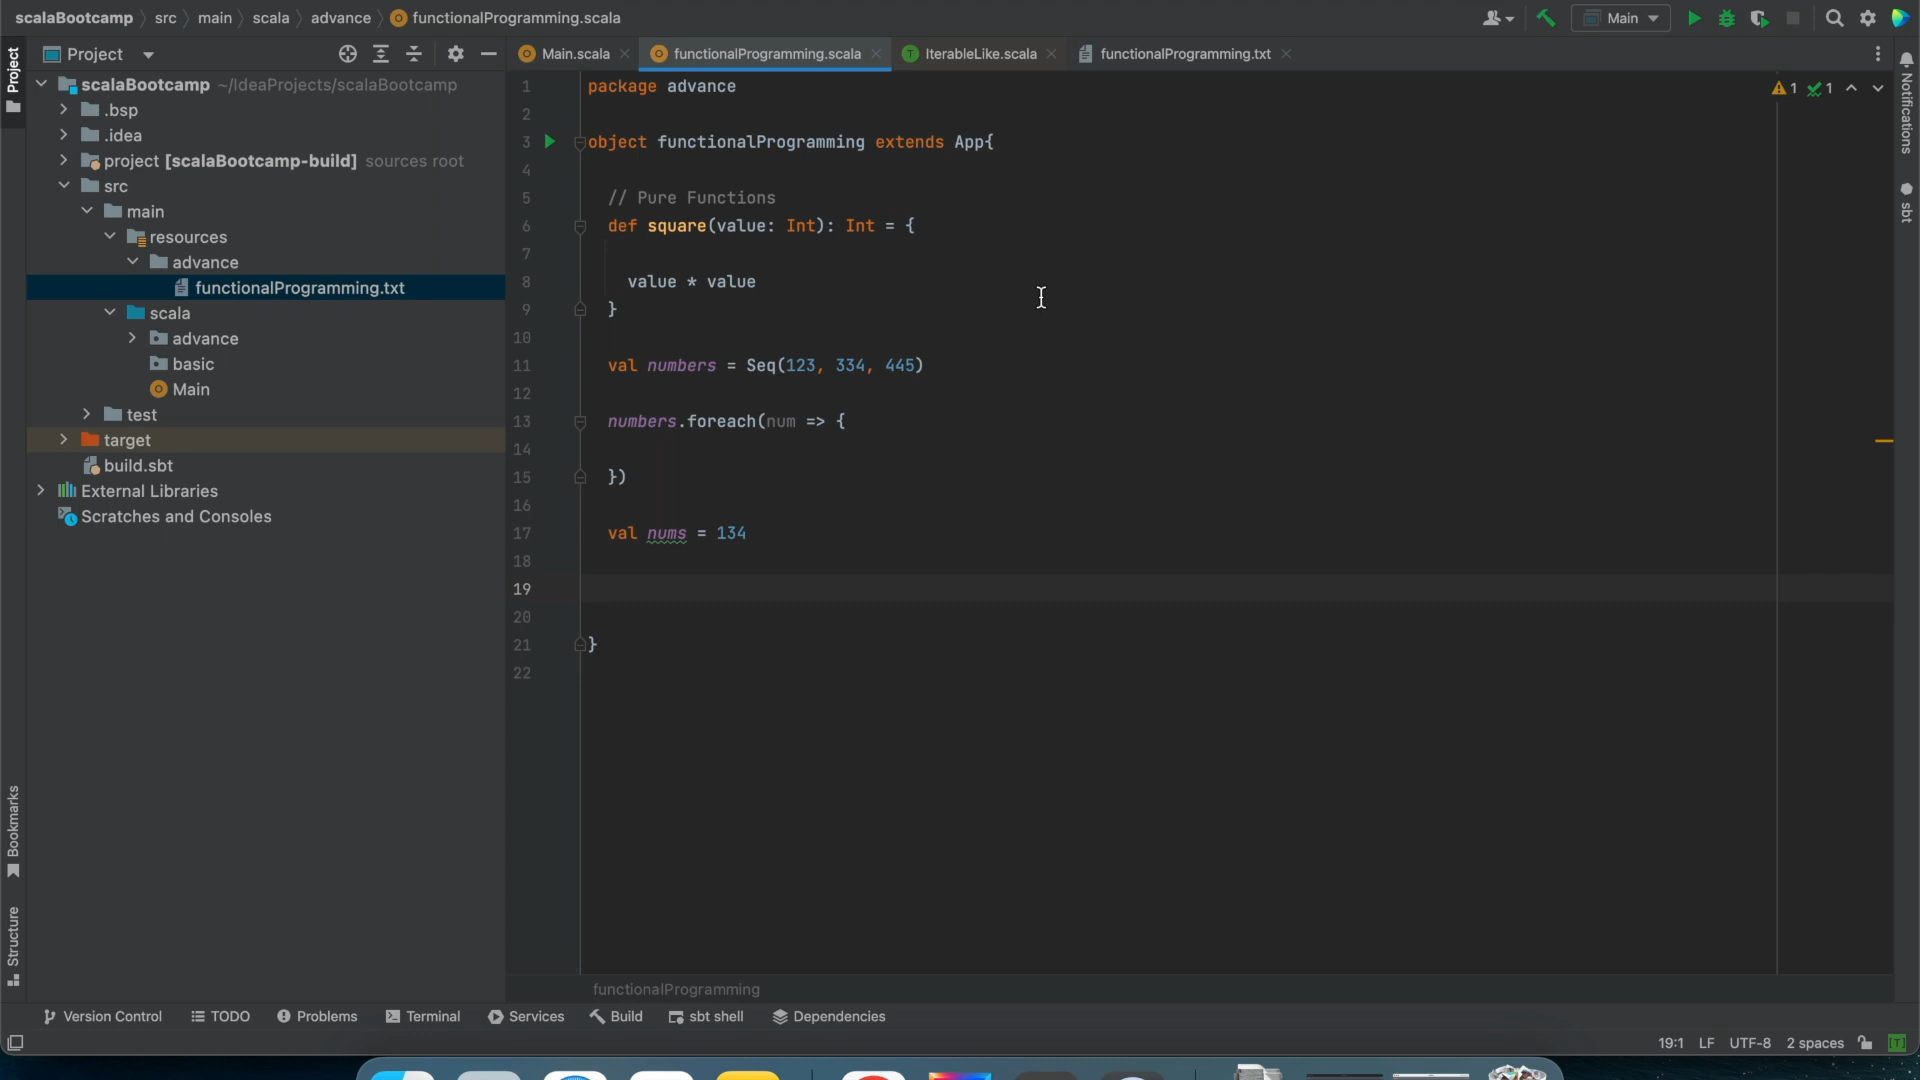 scalaBootcamp src main scala advance functionalProgramming.scala Main
Project Main.scala functionalProgramming.scala IterableLike.scala functionalProgramming.txt
Project
scalaBootcamp ~/IdeaProjects/scalaBootcamp
.bsp
.idea
project [scalaBootcamp-build] sources root
src
main
resources
advance
functionalProgramming.txt
scala
advance
basic
Main
test
target
build.sbt
External Libraries
Scratches and Consoles
Bookmarks
Structure
1 package advance
2
3 object functionalProgramming extends App{
4
5 // Pure Functions
6 def square(value: Int): Int = {
7
8 value * value
9 }
10
11 val numbers = Seq(123, 334, 445)
12
13 numbers.foreach(num => {
14
15 })
16
17 val nums = 134
18
19
20
21 }
22
1 1
Notifications
sbt
functionalProgramming
Version Control TODO Problems Terminal Services Build sbt shell Dependencies
19:1 LF UTF-8 2 spaces [T]